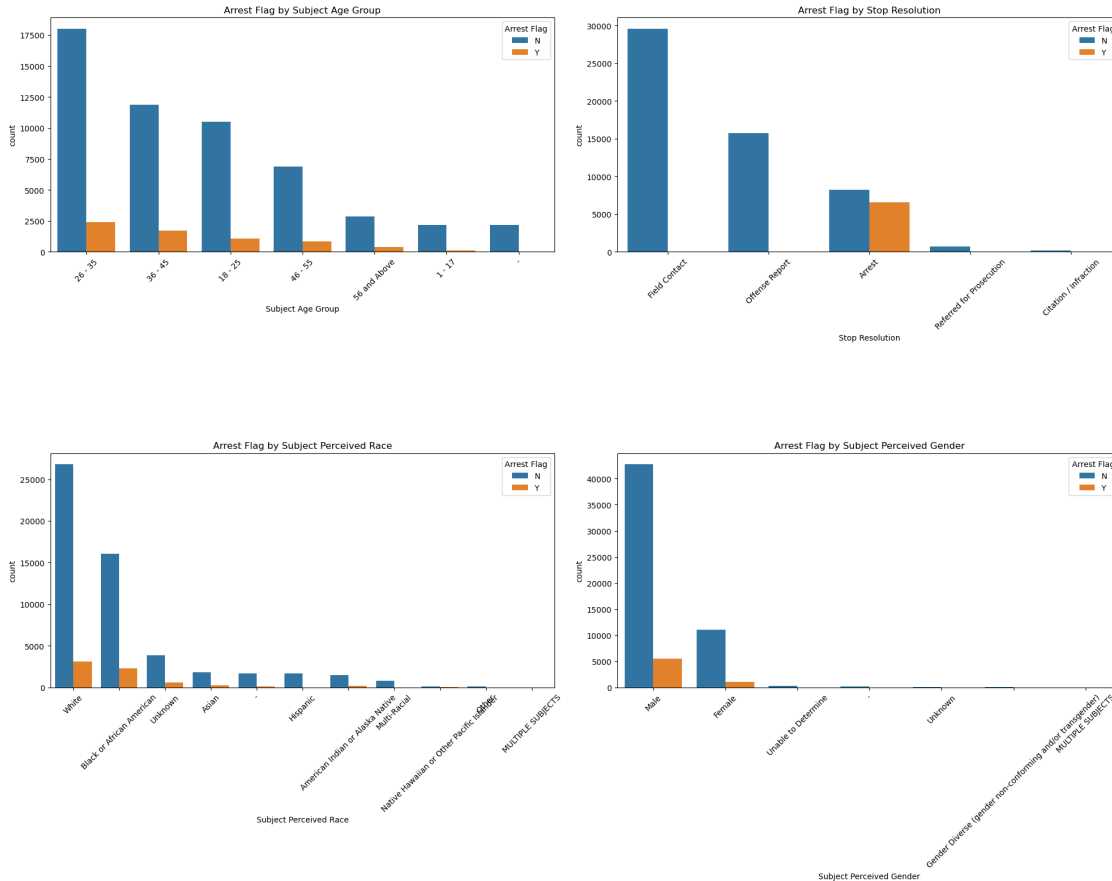 Arrest Flag by Subject Age Group
17500
15000
12500
10000
7500
5000
2500
0
count
Arrest Flag
N
Y
26 - 35
36 - 45
18 - 25
46 - 55
56 and Above
1 - 17
-
Subject Age Group
Arrest Flag by Stop Resolution
30000
25000
20000
15000
10000
5000
0
count
Arrest Flag
N
Y
Field Contact
Offense Report
Arrest
Referred for Prosecution
Citation / Infraction
Stop Resolution
Arrest Flag by Subject Perceived Race
25000
20000
15000
10000
5000
0
count
Arrest Flag
N
Y
White
Black or African American
Unknown
Asian
-
Hispanic
American Indian or Alaska Native
Multi-Racial
Native Hawaiian or Other Pacific Islander
Other
MULTIPLE SUBJECTS
Subject Perceived Race
Arrest Flag by Subject Perceived Gender
40000
35000
30000
25000
20000
15000
10000
5000
0
count
Arrest Flag
N
Y
Male
Female
Unable to Determine
-
Unknown
Gender Diverse (gender non-conforming and/or transgender)
MULTIPLE SUBJECTS
Subject Perceived Gender